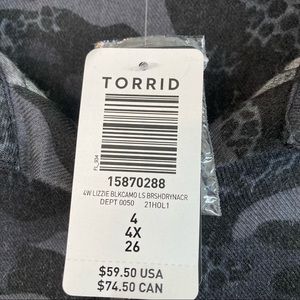 TORRID
FL_034
15870288
4W LIZZIE BLKCAMO LS BRSHDRYNACR
DEPT 0050 21HOL1
4
4X
26
$59.50 USA
$74.50 CAN